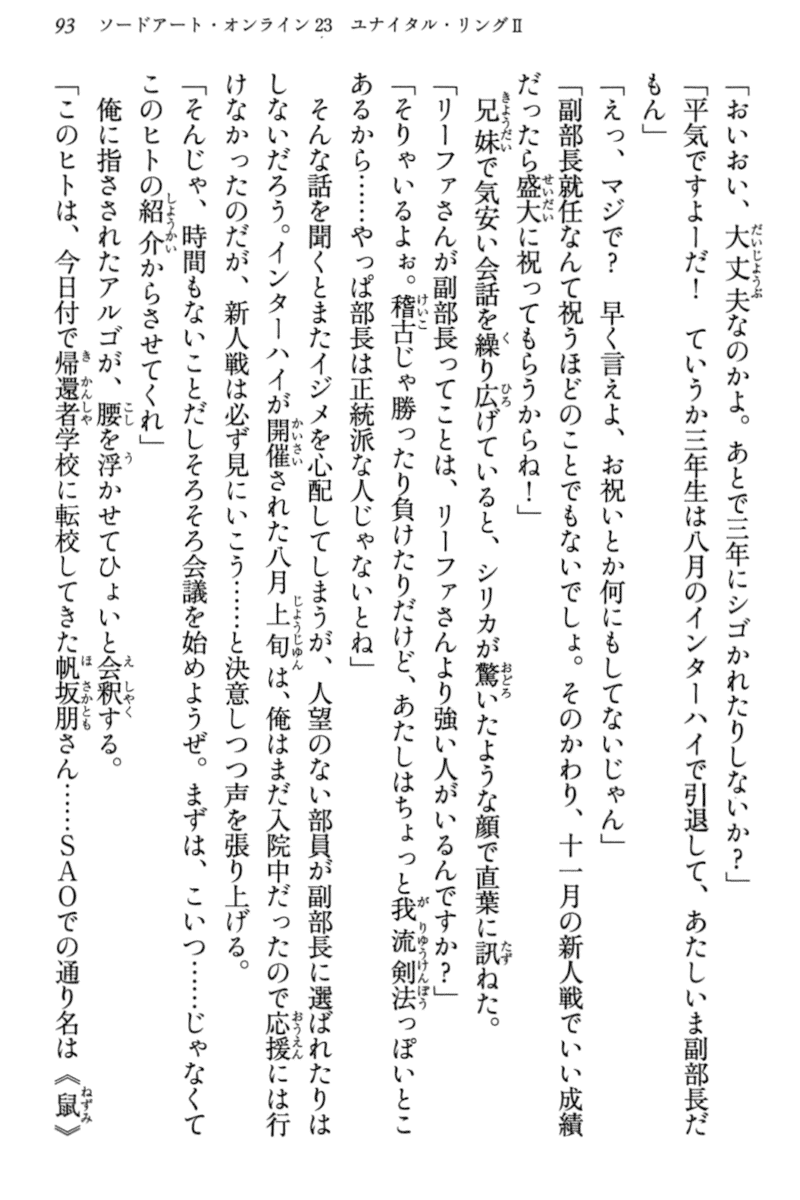 93　ソードアート・オンライン23　ユナイタル・リングⅡ
「おいおい、大丈夫なのかよ。あとで三年にシゴかれたりしないか？」
「平気ですよーだ！　ていうか三年生は八月のインターハイで引退して、あたしいま副部長だ
もん」
「えっ、マジで？　早く言えよ、お祝いとか何にもしてないじゃん」
「副部長就任なんて祝うほどのことでもないでしょ。そのかわり、十一月の新人戦でいい成績
だったら盛大に祝ってもらうからね！」
兄妹で気安い会話を繰り広げていると、シリカが驚いたような顔で直葉に訊ねた。
「リーファさんが副部長ってことは、リーファさんより強い人がいるんですか？」
「そりゃいるよぉ。稽古じゃ勝ったり負けたりだけど、あたしはちょっと我流剣法っぽいとこ
あるから……やっぱ部長は正統派な人じゃないとね」
そんな話を聞くとまたイジメを心配してしまうが、人望のない部員が副部長に選ばれたりは
しないだろう。インターハイが開催された八月上旬は、俺はまだ入院中だったので応援には行
けなかったのだが、新人戦は必ず見にいこう……と決意しつつ声を張り上げる。
「そんじゃ、時間もないことだしそろそろ会議を始めようぜ。まずは、こいつ……じゃなくて
このヒトの紹介からさせてくれ」
俺に指さされたアルゴが、腰を浮かせてひょいと会釈する。
「このヒトは、今日付で帰還者学校に転校してきた帆坂朋さん……ＳＡＯでの通り名は《鼠》